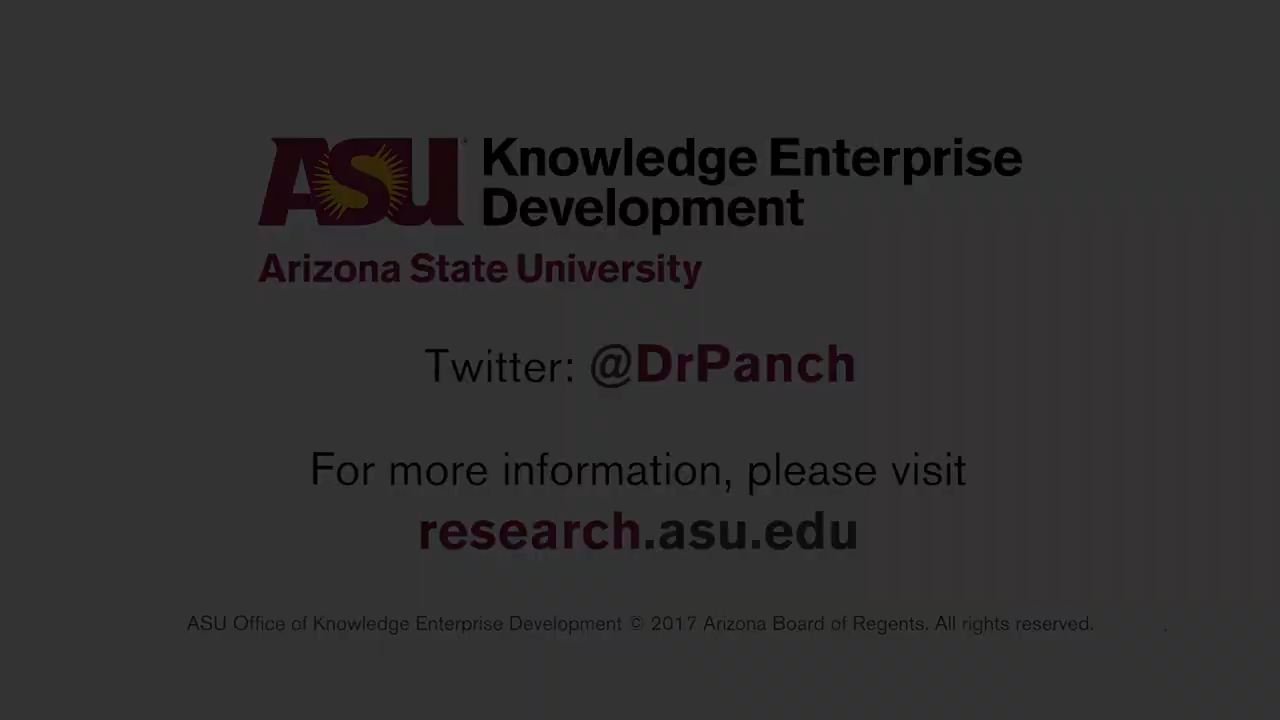 ASU Knowledge Enterprise
Development
Arizona State University
Twitter: @DrPanch
For more information, please visit
research.asu.edu
ASU Office of Knowledge Enterprise Development © 2017 Arizona Board of Regents. All rights reserved.